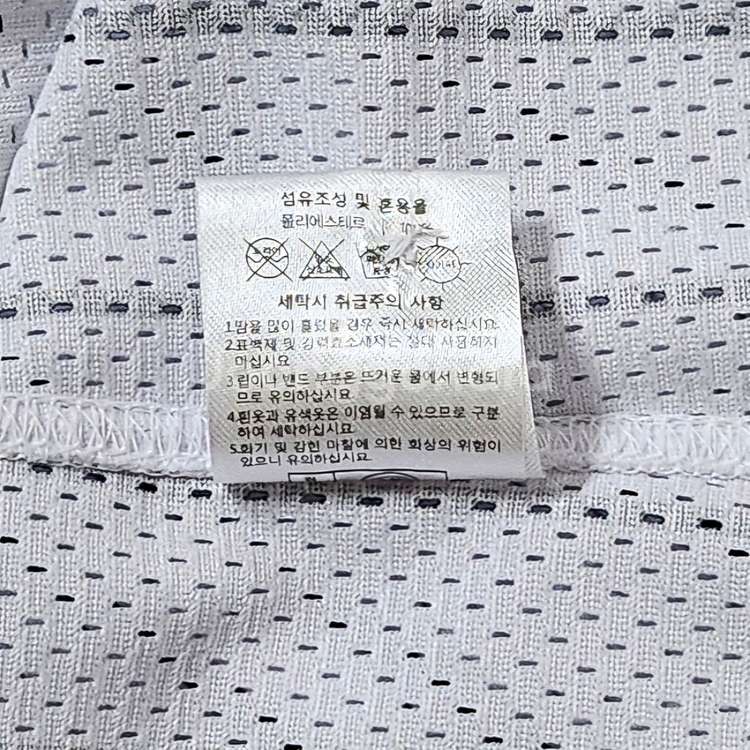 섬유조성 및 혼용율
폴리에스테르
드라이
세탁시 취급주의 사항
1.땀을 많이 흘렸을 경우 즉시 세탁하십시요.
2.표백제 및 강력효소세제는 절대 사용하지
마십시요
3.립이나 밴드 부분은 뜨거운 물에서 변형되
므로 유의하십시요.
4.흰옷과 유색옷은 이염될 수 있으므로 구분
하여 세탁하십시요.
5.화기 및 강한 마찰에 의한 화상의 위험이
있으니 유의하십시요.